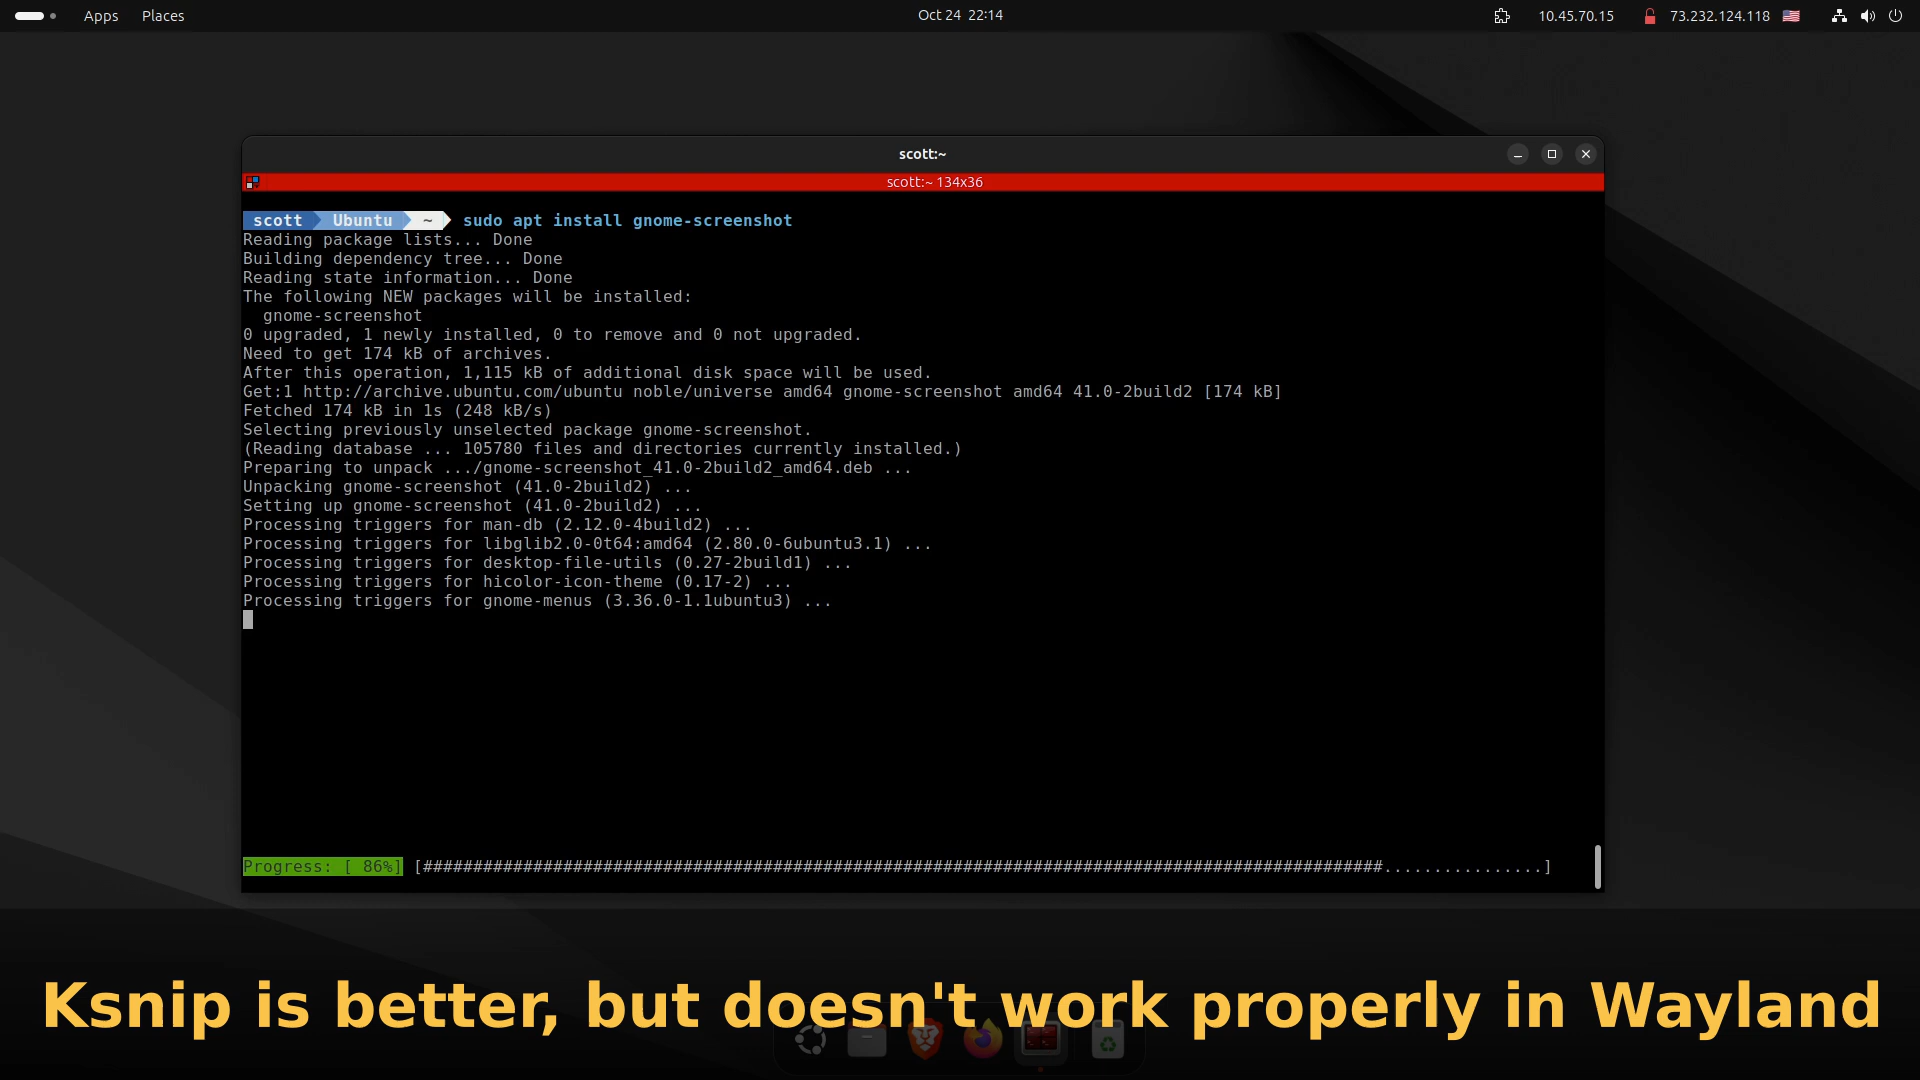 Apps Places
Oct 24 22:14
10.45.70.15 73.232.124.118
scott:~
scott:~ 134x36
scott Ubuntu ~ sudo apt install gnome-screenshot
Reading package lists... Done
Building dependency tree... Done
Reading state information... Done
The following NEW packages will be installed:
  gnome-screenshot
0 upgraded, 1 newly installed, 0 to remove and 0 not upgraded.
Need to get 174 kB of archives.
After this operation, 1,115 kB of additional disk space will be used.
Get:1 http://archive.ubuntu.com/ubuntu noble/universe amd64 gnome-screenshot amd64 41.0-2build2 [174 kB]
Fetched 174 kB in 1s (248 kB/s)
Selecting previously unselected package gnome-screenshot.
(Reading database ... 105780 files and directories currently installed.)
Preparing to unpack .../gnome-screenshot_41.0-2build2_amd64.deb ...
Unpacking gnome-screenshot (41.0-2build2) ...
Setting up gnome-screenshot (41.0-2build2) ...
Processing triggers for man-db (2.12.0-4build2) ...
Processing triggers for libglib2.0-0t64:amd64 (2.80.0-6ubuntu3.1) ...
Processing triggers for desktop-file-utils (0.27-2build1) ...
Processing triggers for hicolor-icon-theme (0.17-2) ...
Processing triggers for gnome-menus (3.36.0-1.1ubuntu3) ...
Progress: [ 86%] [################################################################################################................]
Ksnip is better, but doesn't work properly in Wayland